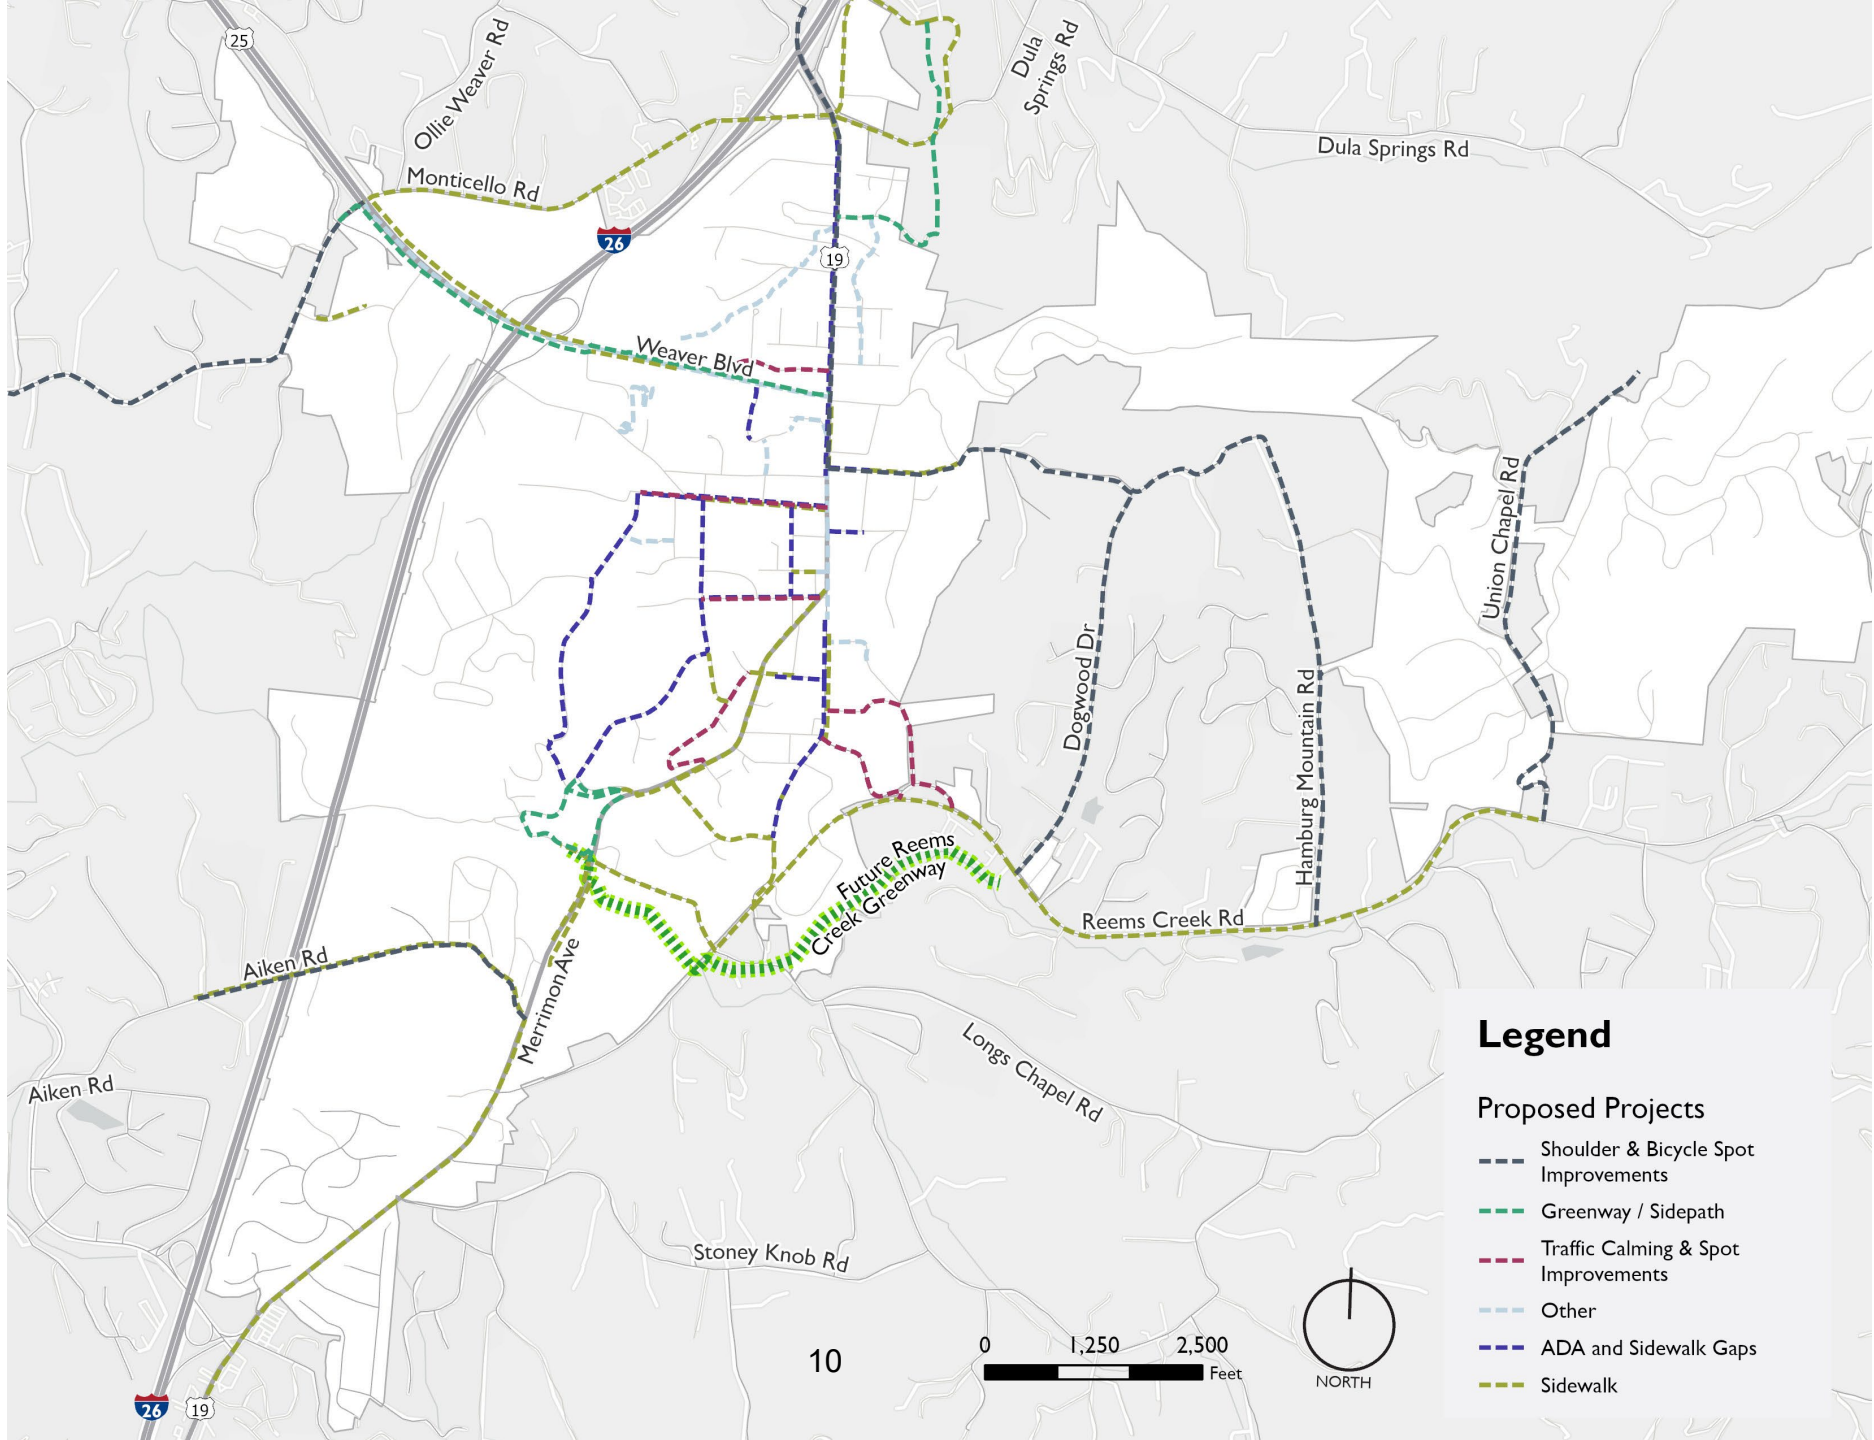 25
Ollie Weaver Rd
Dula
Springs Rd
Dula Springs Rd
Monticello Rd
26
19
Weaver Blvd
Union Chapel Rd
Dogwood Dr
Hamburg Mountain Rd
Future Reems
Creek Greenway
Reems Creek Rd
Aiken Rd
Merrimon Ave
Longs Chapel Rd
Aiken Rd
Stoney Knob Rd
26
19
10
0 1,250 2,500
Feet
NORTH
Legend
Proposed Projects
Shoulder & Bicycle Spot
Improvements
Greenway / Sidepath
Traffic Calming & Spot
Improvements
Other
ADA and Sidewalk Gaps
Sidewalk